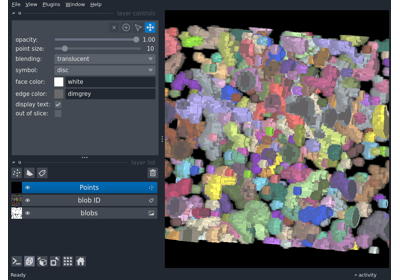 File View Plugins Window Help
layer controls
opacity: 1.00
point size: 10
blending: translucent
symbol: disc
face color: white
edge color: dimgrey
display text:
out of slice:
layer list
Points
blob ID
blobs
Ready
activity